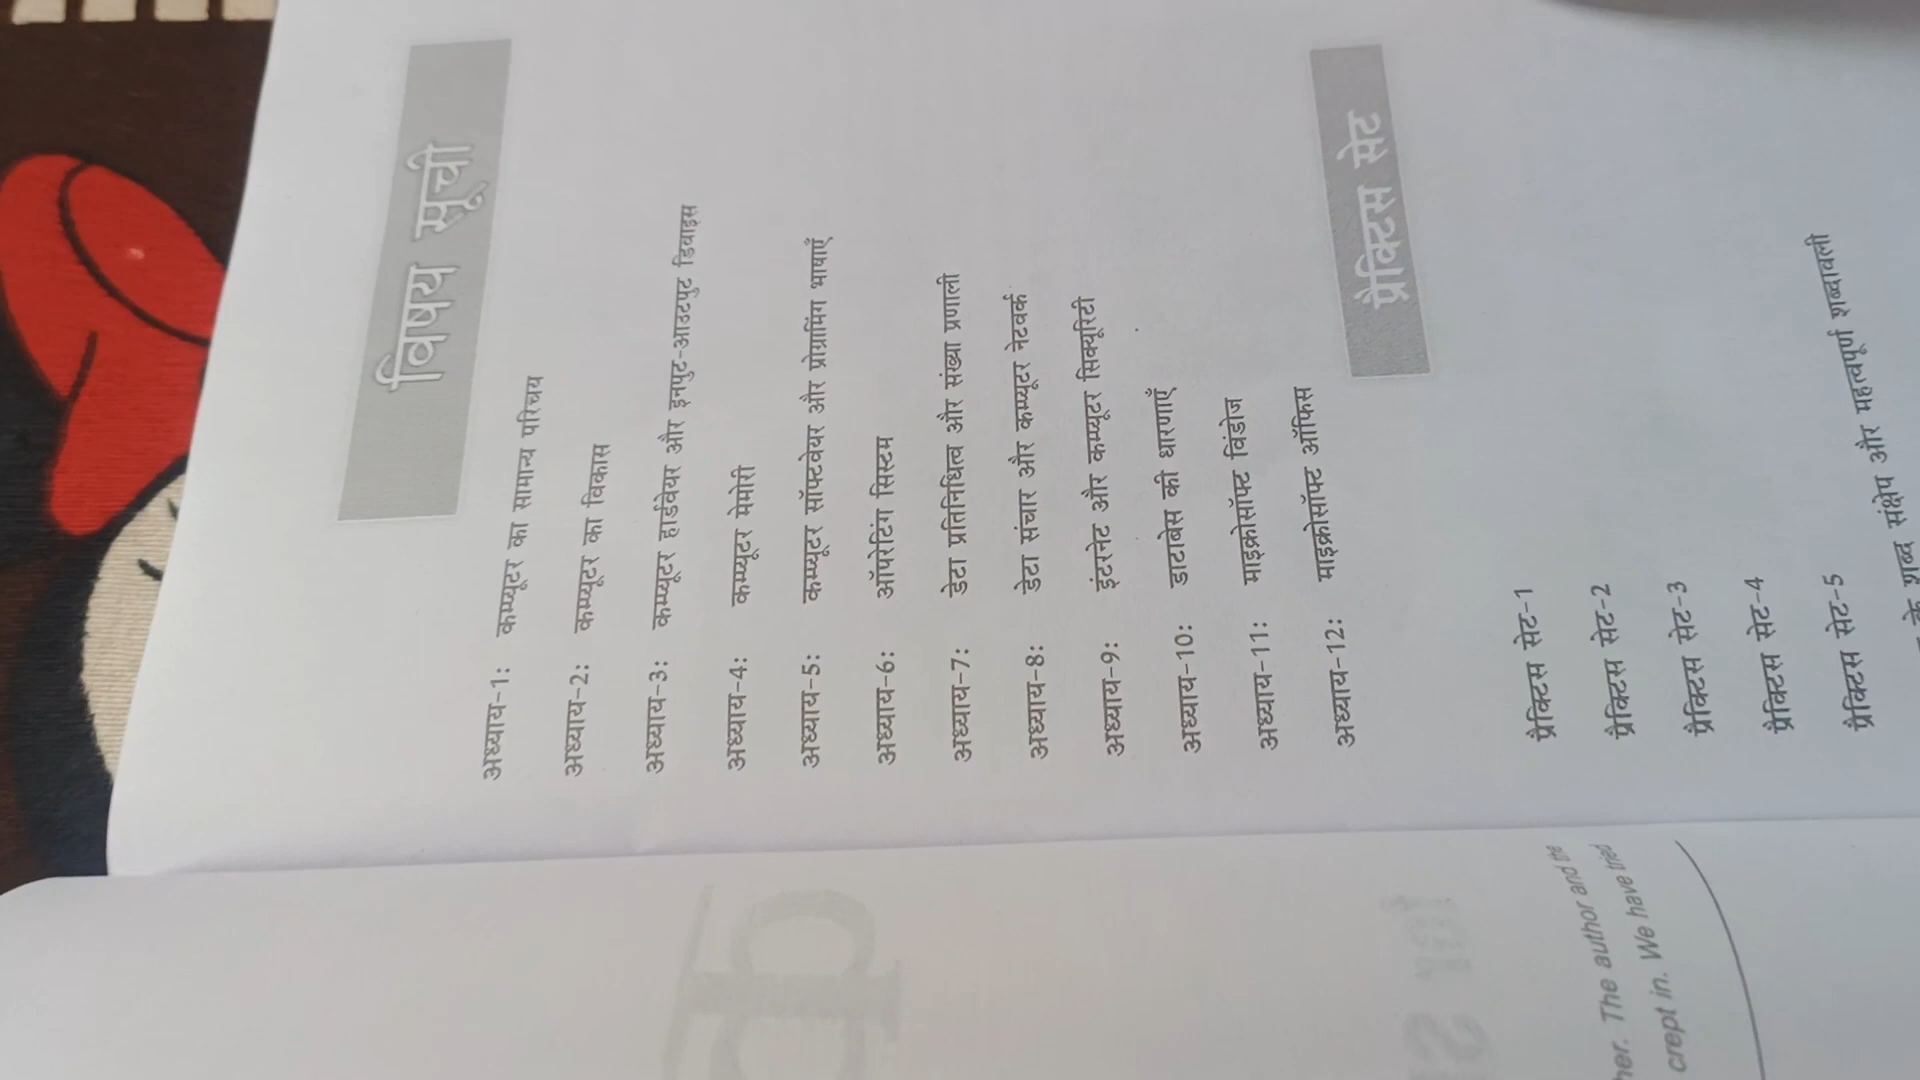 विषय सूची
अध्याय-1: कम्प्यूटर का सामान्य परिचय
अध्याय-2: कम्प्यूटर का विकास
अध्याय-3: कम्प्यूटर हार्डवेयर और इनपुट-आउटपुट डिवाइस
अध्याय-4: कम्प्यूटर मेमोरी
अध्याय-5: कम्प्यूटर सॉफ्टवेयर और प्रोग्रामिंग भाषाएँ
अध्याय-6: ऑपरेटिंग सिस्टम
अध्याय-7: डेटा प्रतिनिधित्व और संख्या प्रणाली
अध्याय-8: डेटा संचार और कम्प्यूटर नेटवर्क
अध्याय-9: इंटरनेट और कम्प्यूटर सिक्यूरिटी
अध्याय-10: डाटाबेस की धारणाएँ
अध्याय-11: माइक्रोसॉफ्ट विंडोज
अध्याय-12: माइक्रोसॉफ्ट ऑफिस
प्रैक्टिस सेट
प्रैक्टिस सेट-1
प्रैक्टिस सेट-2
प्रैक्टिस सेट-3
प्रैक्टिस सेट-4
प्रैक्टिस सेट-5
के शब्द संक्षेप और महत्वपूर्ण शब्दावली
The author and the
crept in. We have tried